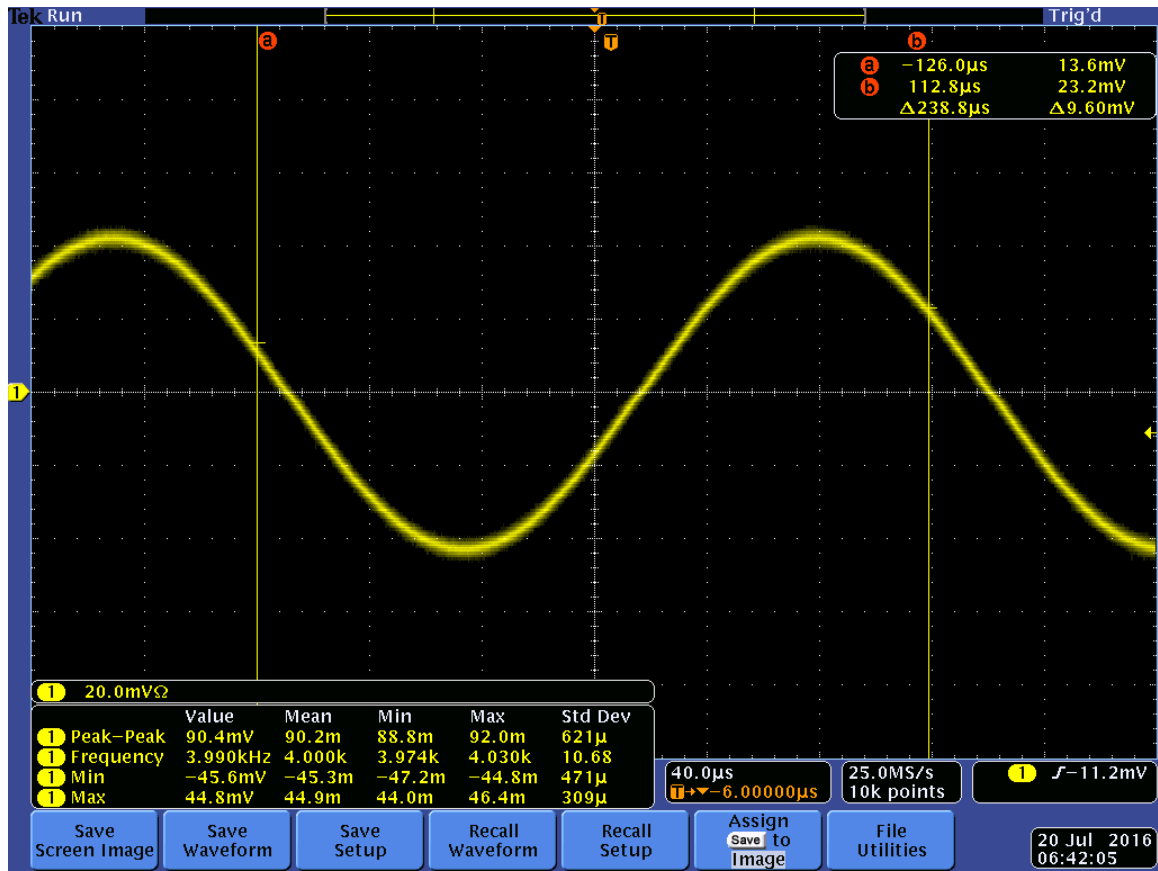 Tek Run Trig'd
a T b
T
a −126.0µs 13.6mV
b 112.8µs 23.2mV
Δ238.8µs Δ9.60mV
1
1 20.0mVΩ
Value Mean Min Max Std Dev
1 Peak−Peak 90.4mV 90.2m 88.8m 92.0m 621µ
1 Frequency 3.990kHz 4.000k 3.974k 4.030k 10.68
1 Min −45.6mV −45.3m −47.2m −44.8m 471µ
1 Max 44.8mV 44.9m 44.0m 46.4m 309µ
40.0µs
T→▼−6.00000µs
25.0MS/s
10k points
1 −11.2mV
Save
Screen Image
Save
Waveform
Save
Setup
Recall
Waveform
Recall
Setup
Assign
Save to
Image
File
Utilities
20 Jul 2016
06:42:05